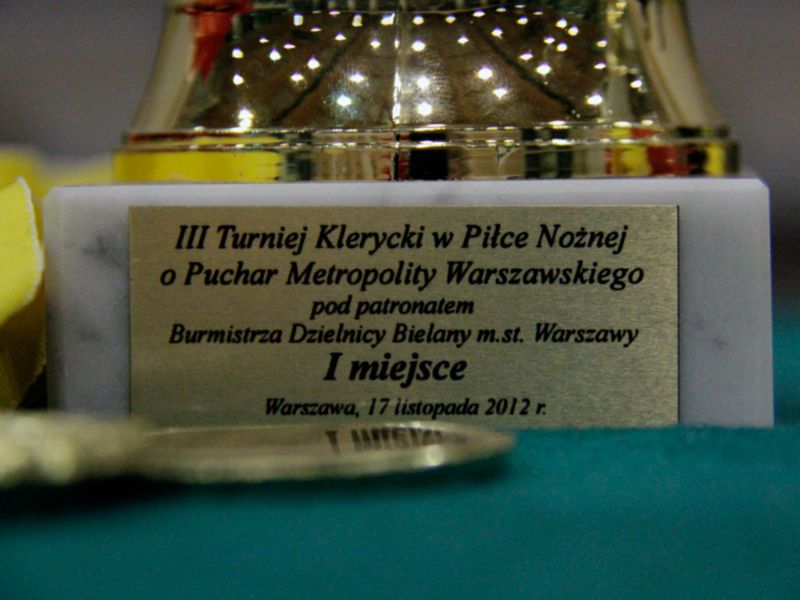 III Turniej Klerycki w Piłce Nożnej
o Puchar Metropolity Warszawskiego
pod patronatem
Burmistrza Dzielnicy Bielany m.st. Warszawy
I miejsce
Warszawa, 17 listopada 2012 r.